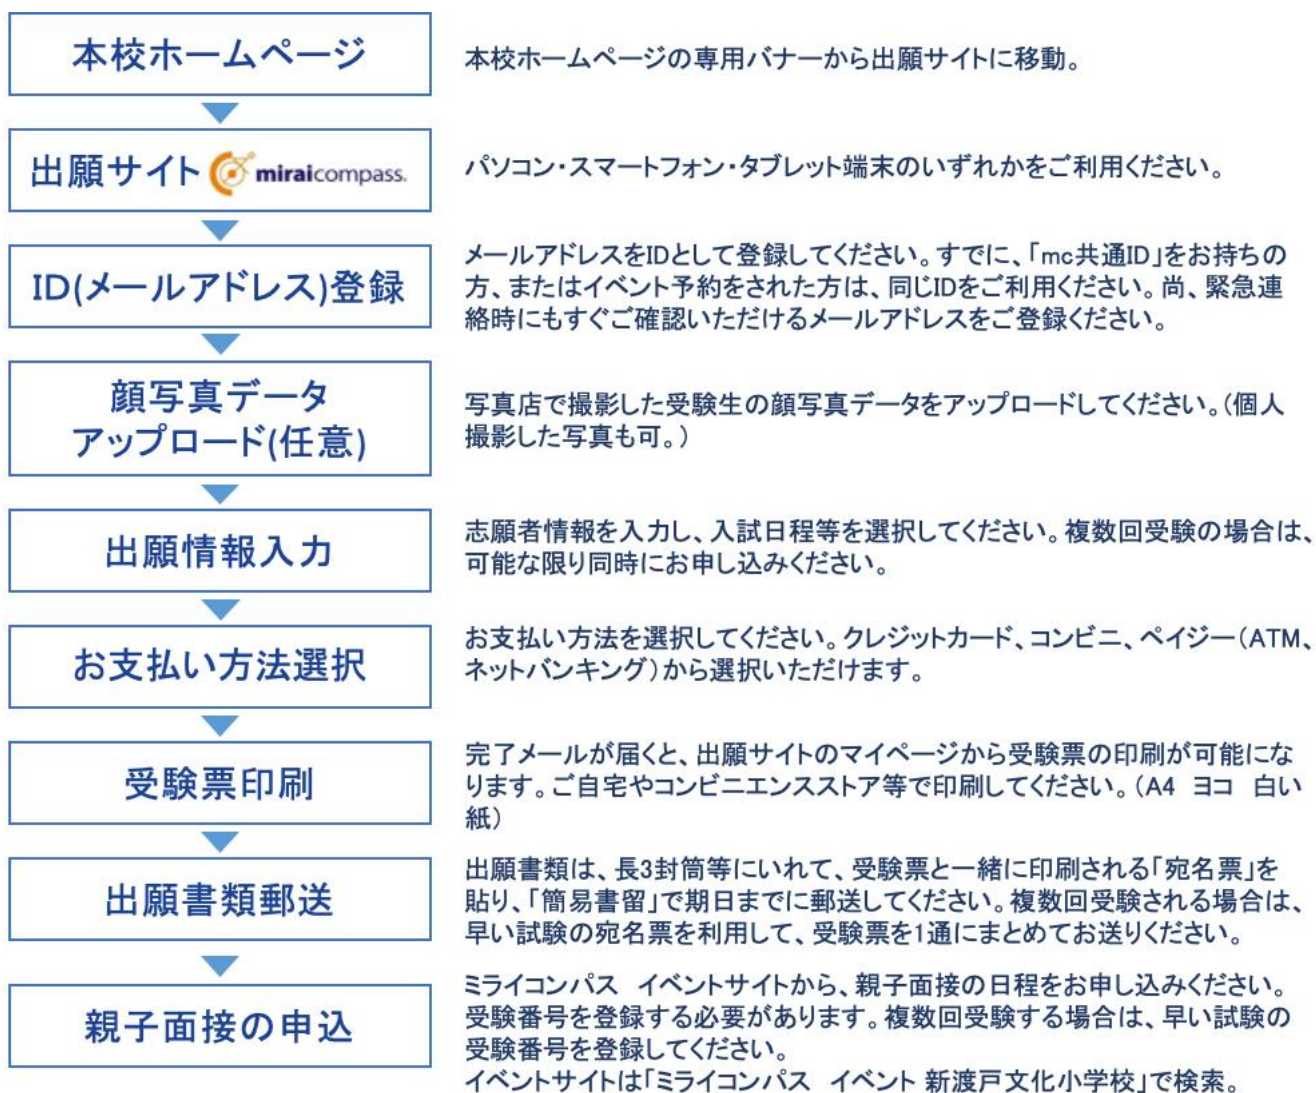 本校ホームページ
本校ホームページの専用バナーから出願サイトに移動。
出願サイト miraicompass.
パソコン・スマートフォン・タブレット端末のいずれかをご利用ください。
ID(メールアドレス)登録
メールアドレスをIDとして登録してください。すでに、「mc共通ID」をお持ちの
方、またはイベント予約をされた方は、同じIDをご利用ください。尚、緊急連
絡時にもすぐご確認いただけるメールアドレスをご登録ください。
顔写真データ
アップロード(任意)
写真店で撮影した受験生の顔写真データをアップロードしてください。(個人
撮影した写真も可。)
出願情報入力
志願者情報を入力し、入試日程等を選択してください。複数回受験の場合は、
可能な限り同時にお申し込みください。
お支払い方法選択
お支払い方法を選択してください。クレジットカード、コンビニ、ペイジー(ATM、
ネットバンキング)から選択いただけます。
受験票印刷
完了メールが届くと、出願サイトのマイページから受験票の印刷が可能にな
ります。ご自宅やコンビニエンスストア等で印刷してください。(A4 ヨコ 白い
紙)
出願書類郵送
出願書類は、長3封筒等にいれて、受験票と一緒に印刷される「宛名票」を
貼り、「簡易書留」で期日までに郵送してください。複数回受験される場合は、
早い試験の宛名票を利用して、受験票を1通にまとめてお送りください。
親子面接の申込
ミライコンパス イベントサイトから、親子面接の日程をお申し込みください。
受験番号を登録する必要があります。複数回受験する場合は、早い試験の
受験番号を登録してください。
イベントサイトは「ミライコンパス イベント 新渡戸文化小学校」で検索。